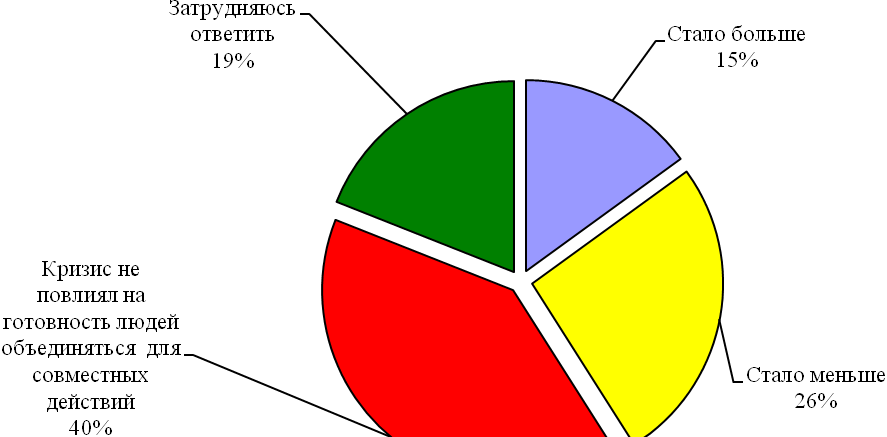 Затрудняюсь
ответить
19%
Стало больше
15%
Кризис не
повлиял на
готовность людей
объединяться для
совместных
действий
40%
Стало меньше
26%